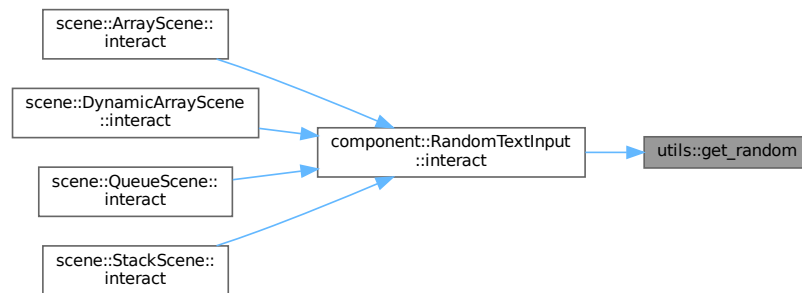 scene::ArrayScene::
interact
scene::DynamicArrayScene
::interact
scene::QueueScene::
interact
scene::StackScene::
interact
component::RandomTextInput
::interact
utils::get_random